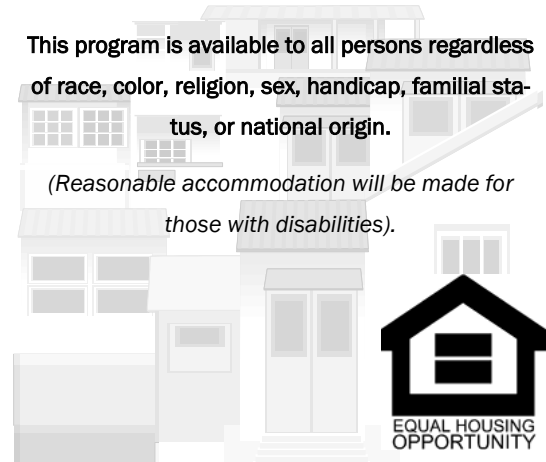 This program is available to all persons regardless
of race, color, religion, sex, handicap, familial sta-
tus, or national origin.
(Reasonable accommodation will be made for
those with disabilities).
EQUAL HOUSING
OPPORTUNITY